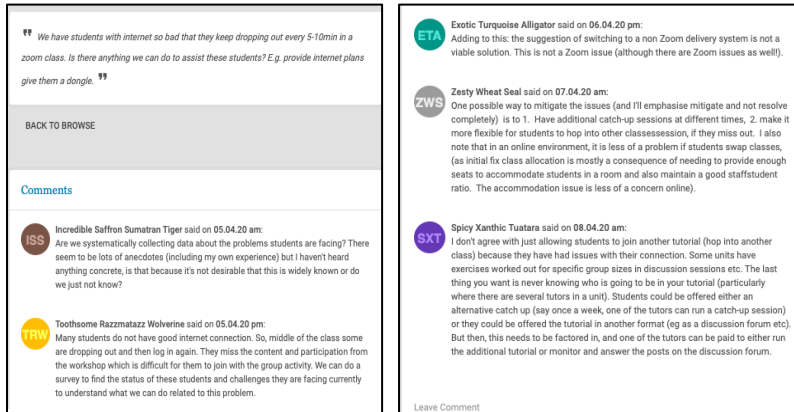 ❞ We have students with internet so bad that they keep dropping out every 5-10min in a
zoom class. Is there anything we can do to assist these students? E.g. provide internet plans
give them a dongle. ❞
BACK TO BROWSE
Comments
ISS
Incredible Saffron Sumatran Tiger said on 05.04.20 am:
Are we systematically collecting data about the problems students are facing? There
seem to be lots of anecdotes (including my own experience) but I haven't heard
anything concrete, is that because it's not desirable that this is widely known or do
we just not know?
TRW
Toothsome Razzmatazz Wolverine said on 05.04.20 pm:
Many students do not have good internet connection. So, middle of the class some
are dropping out and then log in again. They miss the content and participation from
the workshop which is difficult for them to join with the group activity. We can do a
survey to find the status of these students and challenges they are facing currently
to understand what we can do related to this problem.
ETA
Exotic Turquoise Alligator said on 06.04.20 pm:
Adding to this: the suggestion of switching to a non Zoom delivery system is not a
viable solution. This is not a Zoom issue (although there are Zoom issues as well!).
ZWS
Zesty Wheat Seal said on 07.04.20 am:
One possible way to mitigate the issues (and I'll emphasise mitigate and not resolve
completely) is to 1. Have additional catch-up sessions at different times, 2. make it
more flexible for students to hop into other classessession, if they miss out. I also
note that in an online environment, it is less of a problem if students swap classes,
(as initial fix class allocation is mostly a consequence of needing to provide enough
seats to accommodate students in a room and also maintain a good staffstudent
ratio. The accommodation issue is less of a concern online).
SXT
Spicy Xanthic Tuatara said on 08.04.20 am:
I don't agree with just allowing students to join another tutorial (hop into another
class) because they have had issues with their connection. Some units have
exercises worked out for specific group sizes in discussion sessions etc. The last
thing you want is never knowing who is going to be in your tutorial (particularly
where there are several tutors in a unit). Students could be offered either an
alternative catch up (say once a week, one of the tutors can run a catch-up session)
or they could be offered the tutorial in another format (eg as a discussion forum etc).
But then, this needs to be factored in, and one of the tutors can be paid to either run
the additional tutorial or monitor and answer the posts on the discussion forum.
Leave Comment